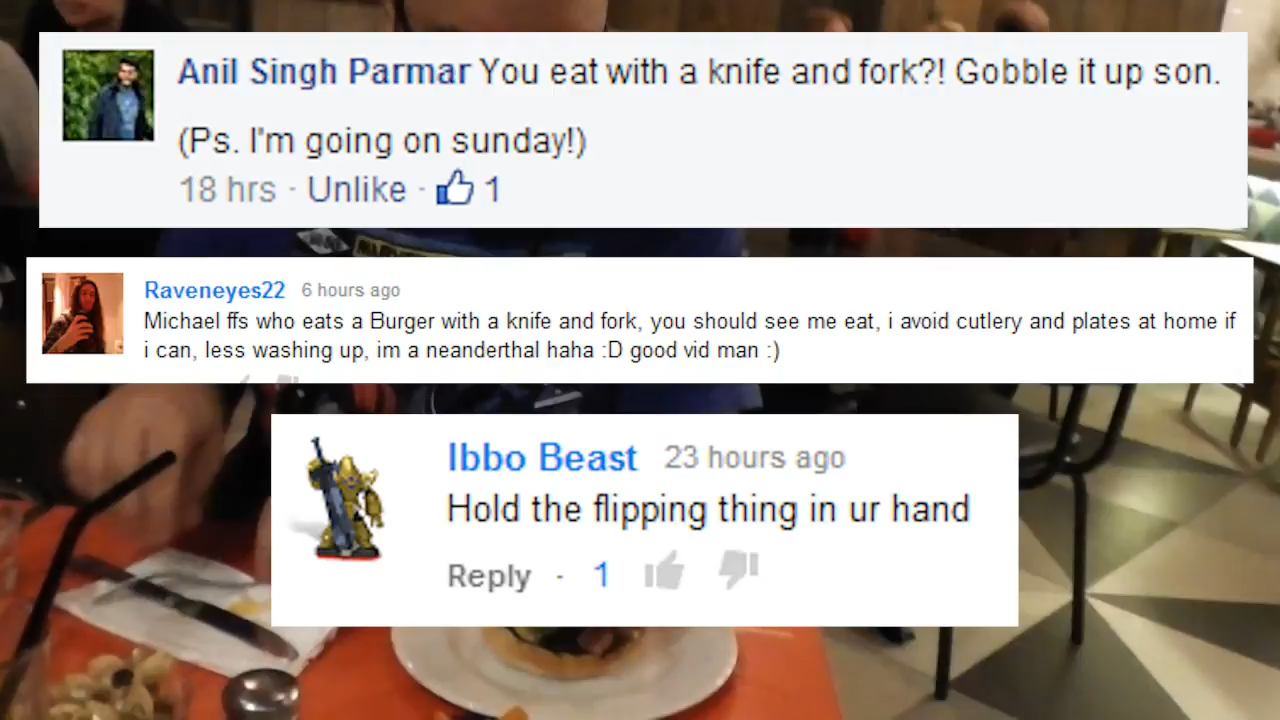 Anil Singh Parmar You eat with a knife and fork?! Gobble it up son.
(Ps. I'm going on sunday!)
18 hrs · Unlike · 1
Raveneyes22 6 hours ago
Michael ffs who eats a Burger with a knife and fork, you should see me eat, i avoid cutlery and plates at home if
i can, less washing up, im a neanderthal haha :D good vid man :)
Ibbo Beast 23 hours ago
Hold the flipping thing in ur hand
Reply · 1